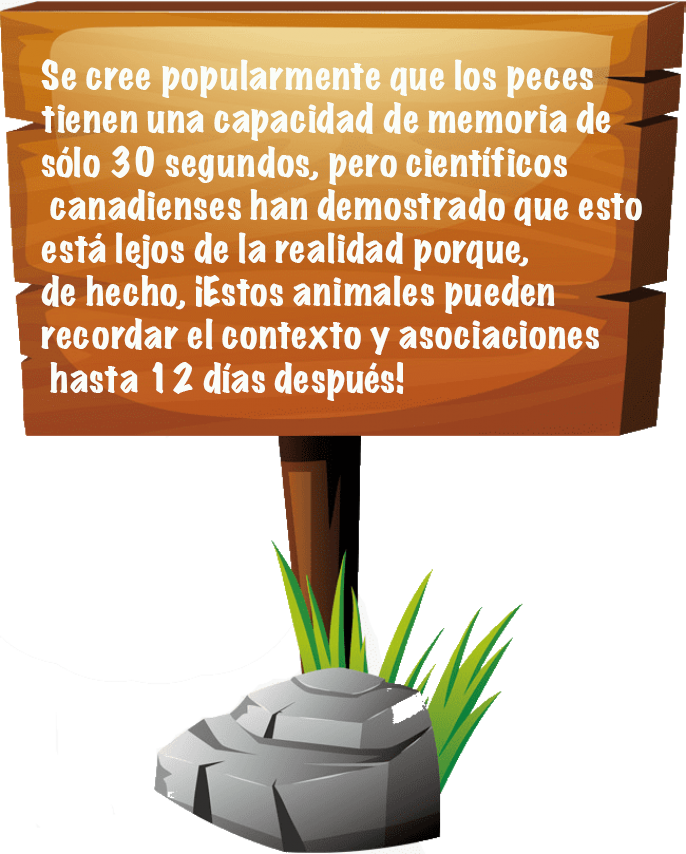 Se cree popularmente que los peces
tienen una capacidad de memoria de
sólo 30 segundos, pero científicos
canadienses han demostrado que esto
está lejos de la realidad porque,
de hecho, ¡Estos animales pueden
recordar el contexto y asociaciones
hasta 12 días después!